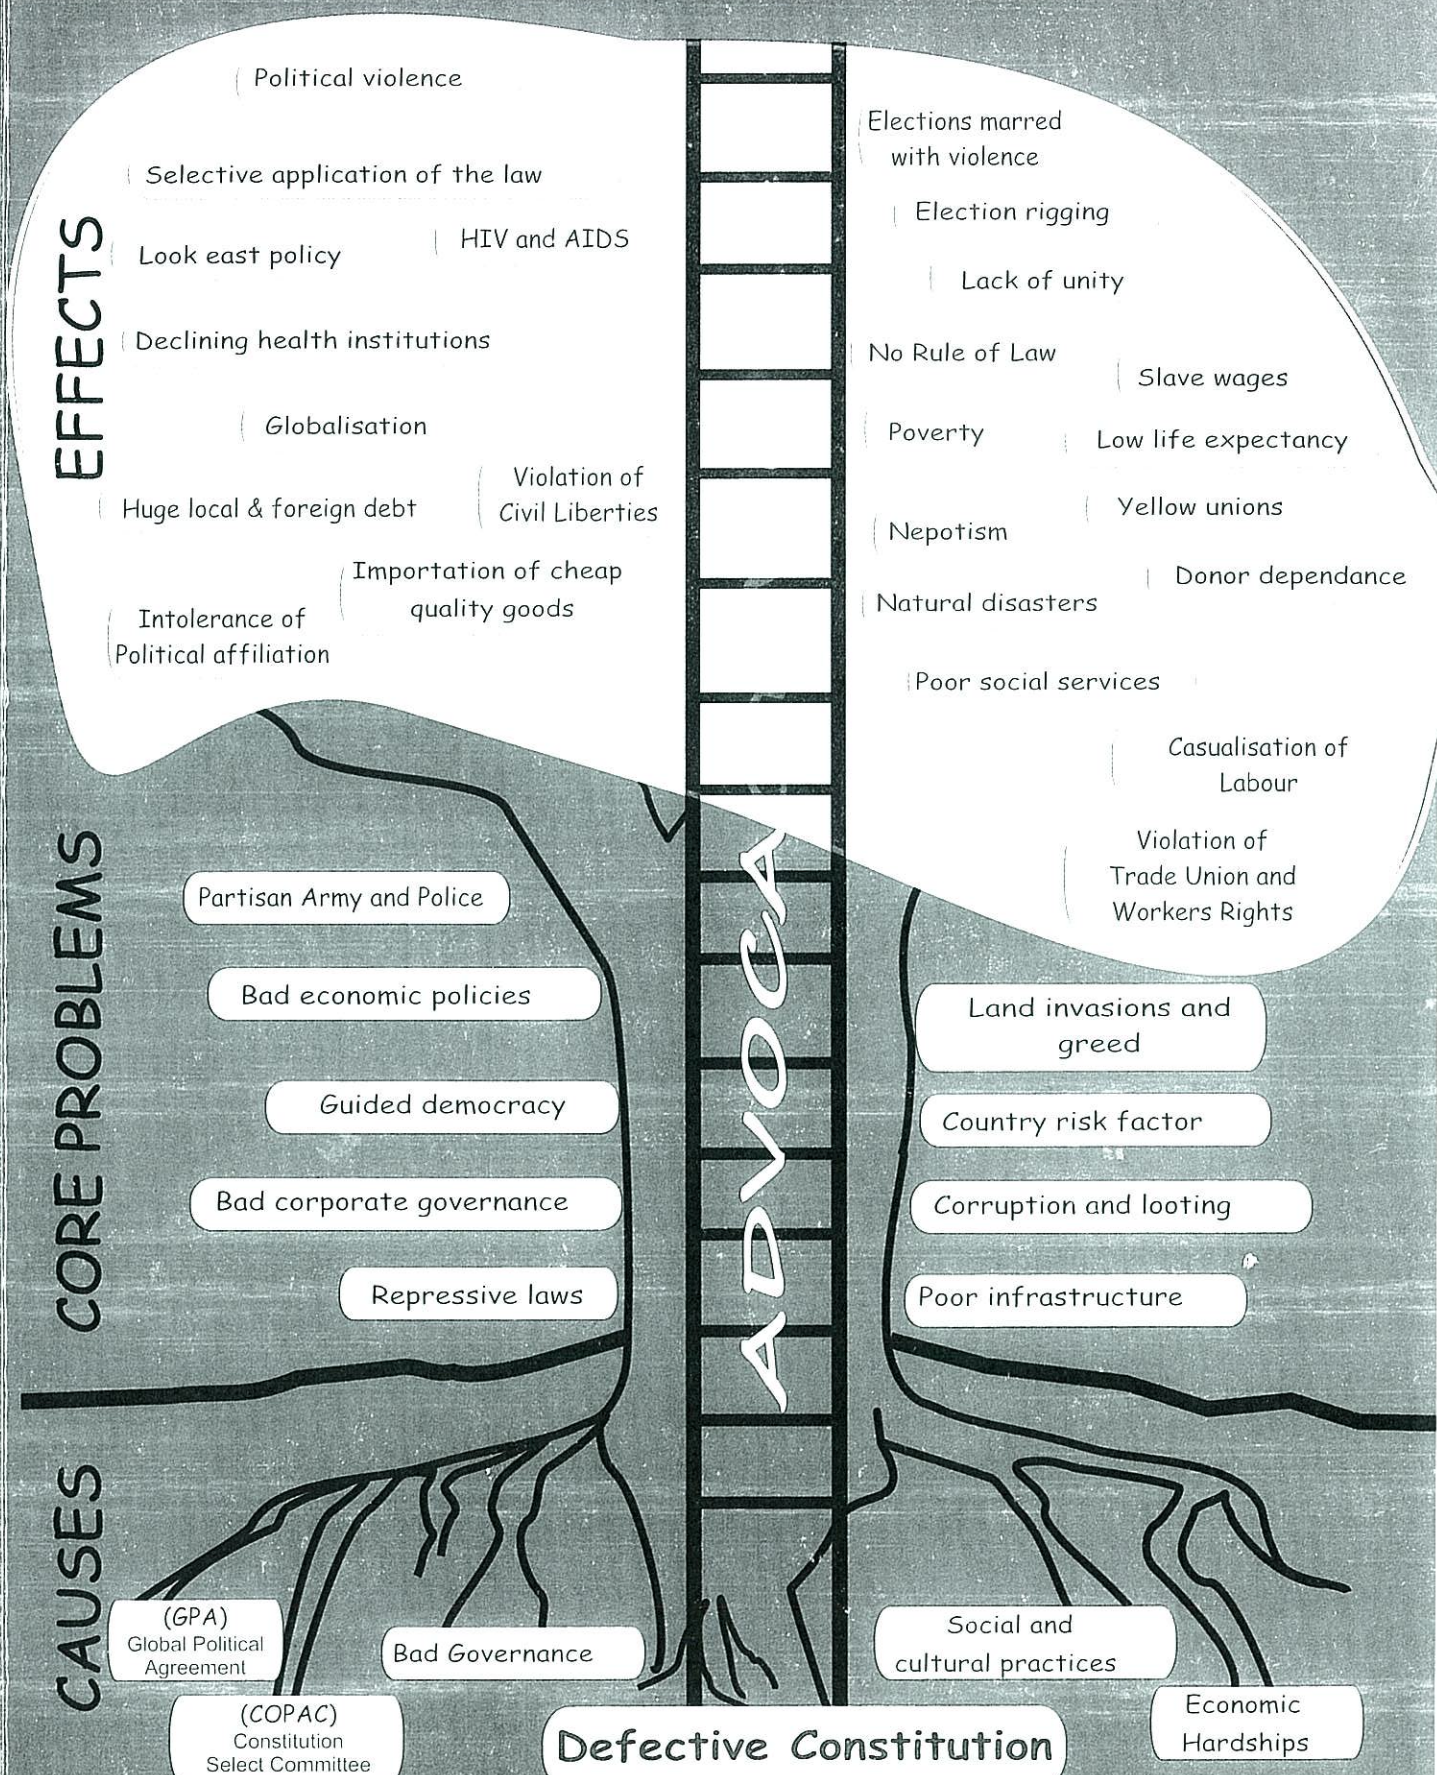 EFFECTS
Political violence
Selective application of the law
Look east policy
HIV and AIDS
Declining health institutions
Globalisation
Huge local & foreign debt
Violation of
Civil Liberties
Importation of cheap
quality goods
Intolerance of
Political affiliation
Elections marred
with violence
Election rigging
Lack of unity
No Rule of Law
Slave wages
Poverty
Low life expectancy
Yellow unions
Nepotism
Donor dependance
Natural disasters
Poor social services
Casualisation of
Labour
Violation of
Trade Union and
Workers Rights
ADVOCA
CORE PROBLEMS
Partisan Army and Police
Bad economic policies
Guided democracy
Bad corporate governance
Repressive laws
Land invasions and
greed
Country risk factor
Corruption and looting
Poor infrastructure
CAUSES
(GPA)
Global Political
Agreement
(COPAC)
Constitution
Select Committee
Bad Governance
Defective Constitution
Social and
cultural practices
Economic
Hardships